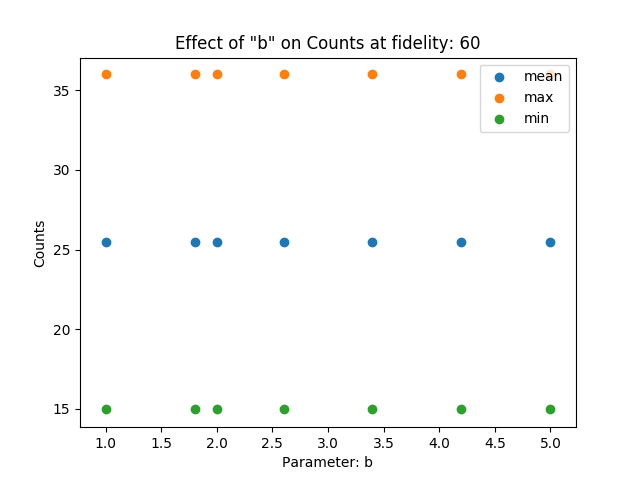 Effect of "b" on Counts at fidelity: 60
mean
max
min
35
30
25
20
15
Counts
1.0 1.5 2.0 2.5 3.0 3.5 4.0 4.5 5.0
Parameter: b